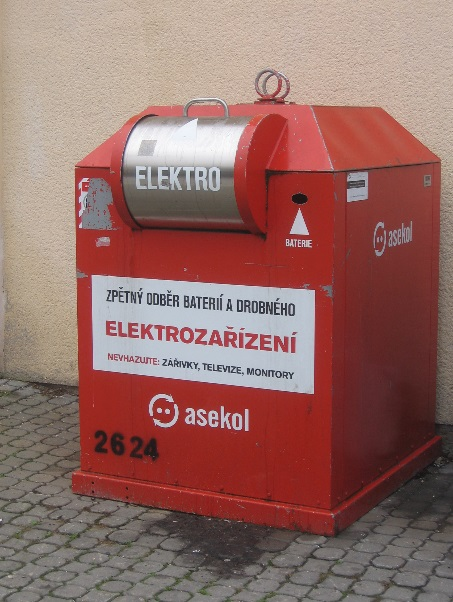 ELEKTRO
BATERIE
asekol
ZPĚTNÝ ODBĚR BATERIÍ A DROBNÉHO
ELEKTROZAŘÍZENÍ
NEVHAZUJTE: ZÁŘIVKY, TELEVIZE, MONITORY
asekol
2624